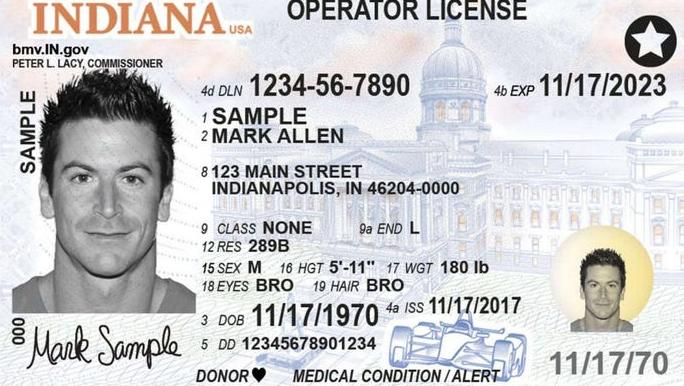 INDIANA USA
OPERATOR LICENSE
bmv.IN.gov
PETER L. LACY, COMMISSIONER
SAMPLE
4d DLN 1234-56-7890
4b EXP 11/17/2023
1 SAMPLE
2 MARK ALLEN
8 123 MAIN STREET
INDIANAPOLIS, IN 46204-0000
9 CLASS NONE 9a END L
12 RES 289B
15 SEX M 16 HGT 5'-11" 17 WGT 180 lb
18 EYES BRO 19 HAIR BRO
3 DOB 11/17/1970 4a ISS 11/17/2017
5 DD 12345678901234
000
Mark Sample
DONOR♥ MEDICAL CONDITION / ALERT
11/17/70